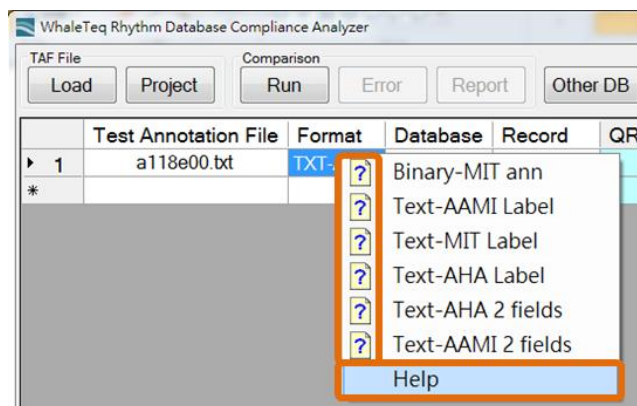 WhaleTeq Rhythm Database Compliance Analyzer
TAF File Comparison
Load Project Run Error Report Other DB
Test Annotation File Format Database Record QR
1 a118e00.txt TXT-
? Binary-MIT ann
? Text-AAMI Label
? Text-MIT Label
? Text-AHA Label
? Text-AHA 2 fields
? Text-AAMI 2 fields
Help